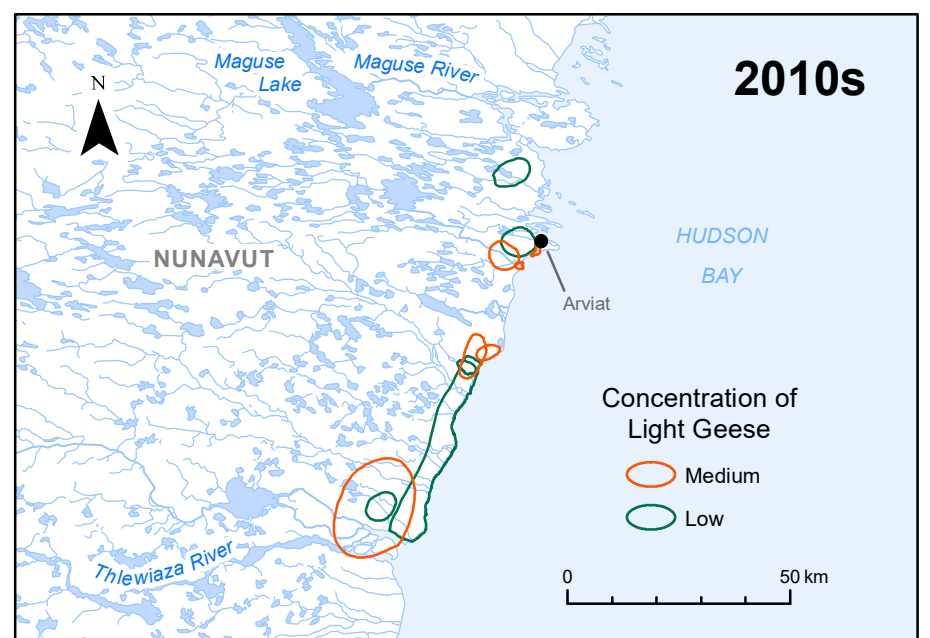 Maguse
Lake
Maguse River
2010s
N
NUNAVUT
HUDSON
BAY
Arviat
Concentration of
Light Geese
Medium
Low
Thlewiaza River
0 50 km